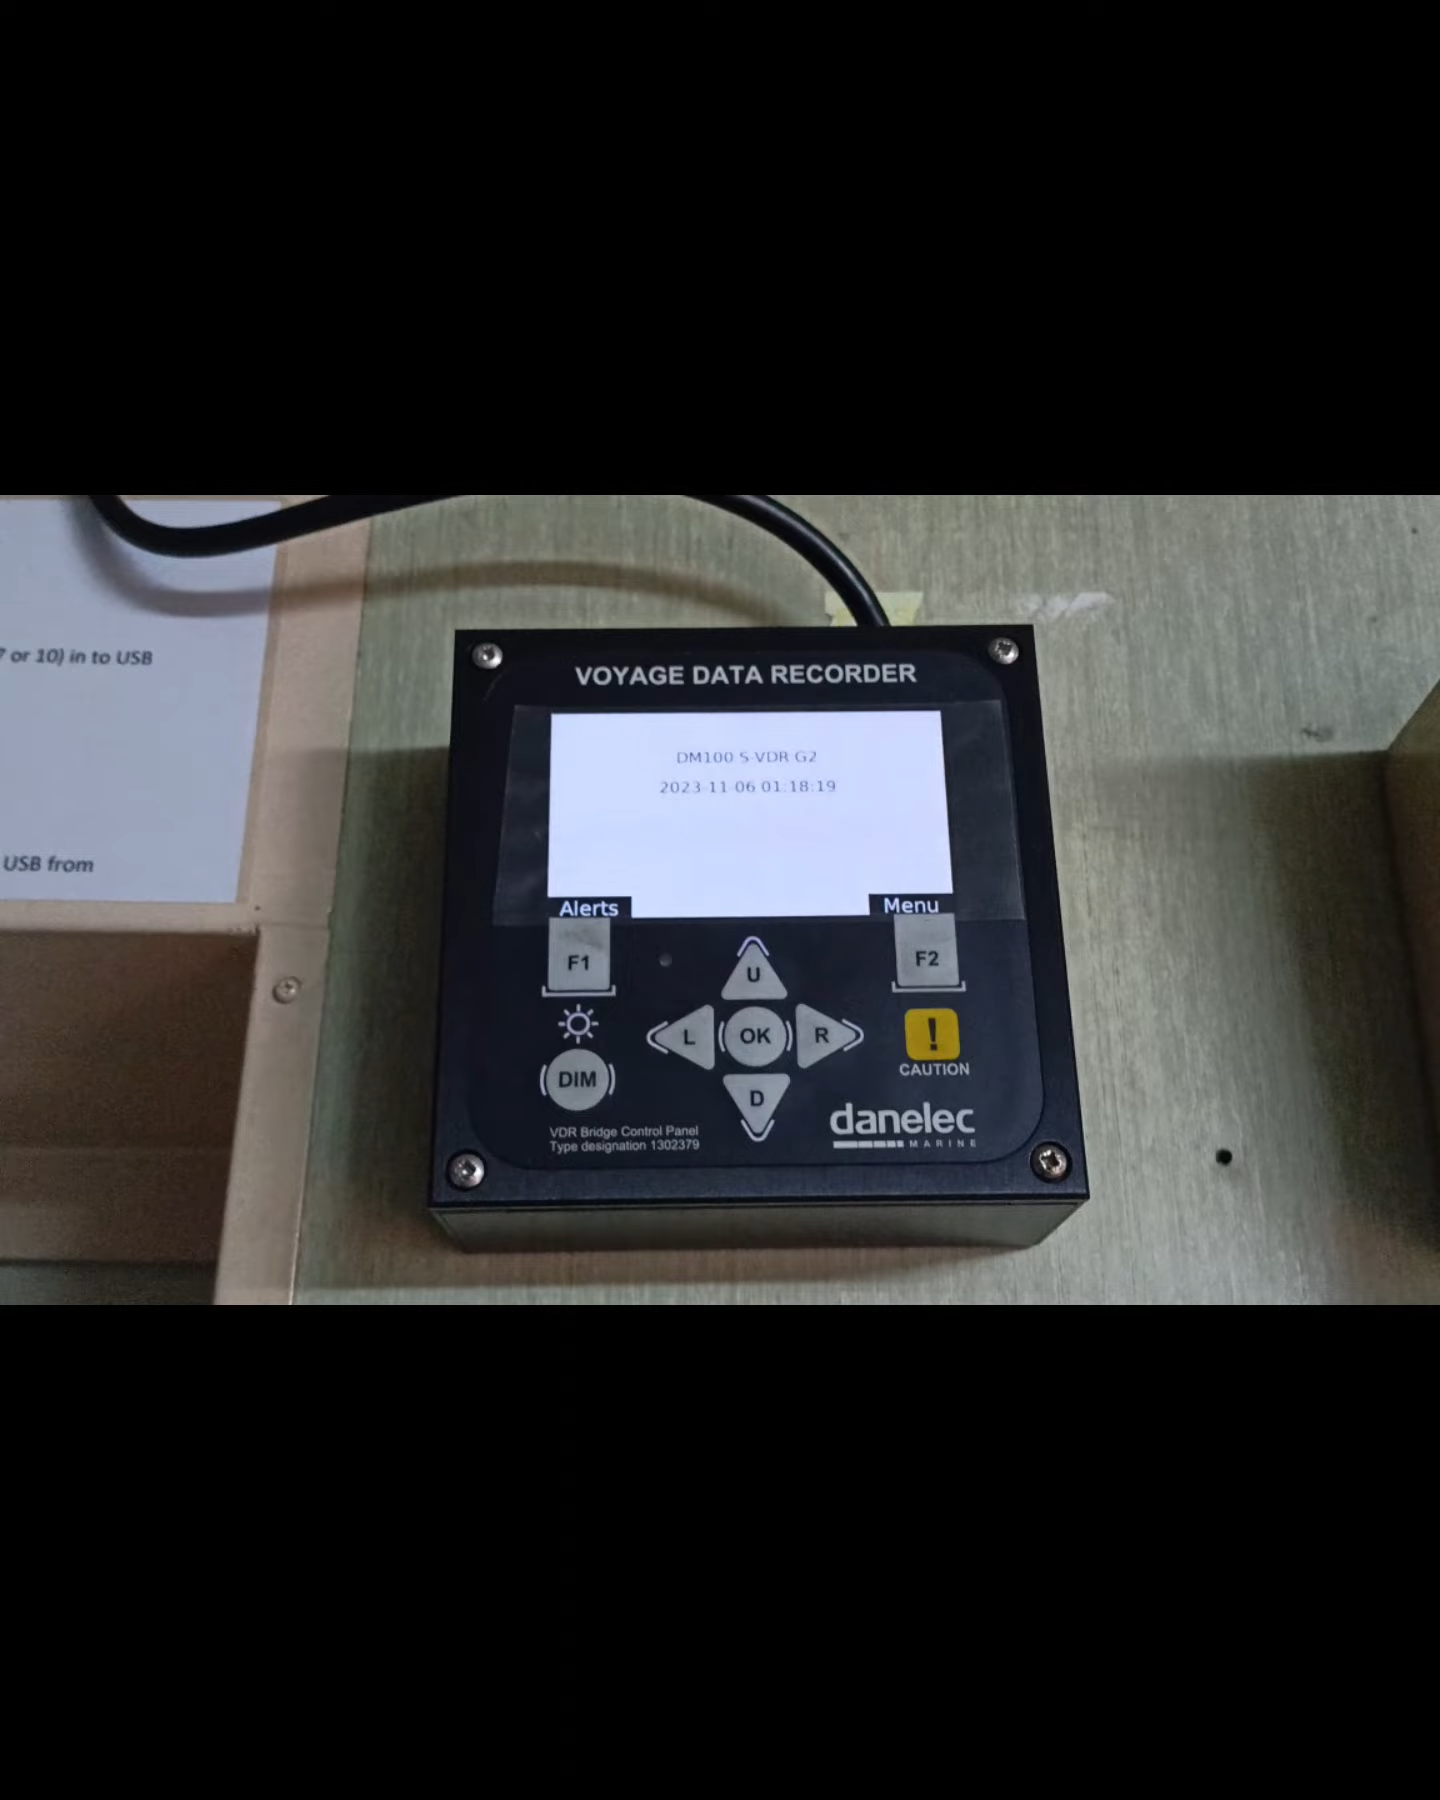 ? or 10) in to USB
USB from
VOYAGE DATA RECORDER
DM100 S-VDR G2
2023-11-06 01:18:19
Alerts
Menu
F1
F2
U
L
OK
R
D
DIM
!
CAUTION
VDR Bridge Control Panel
Type designation 1302379
danelec
MARINE